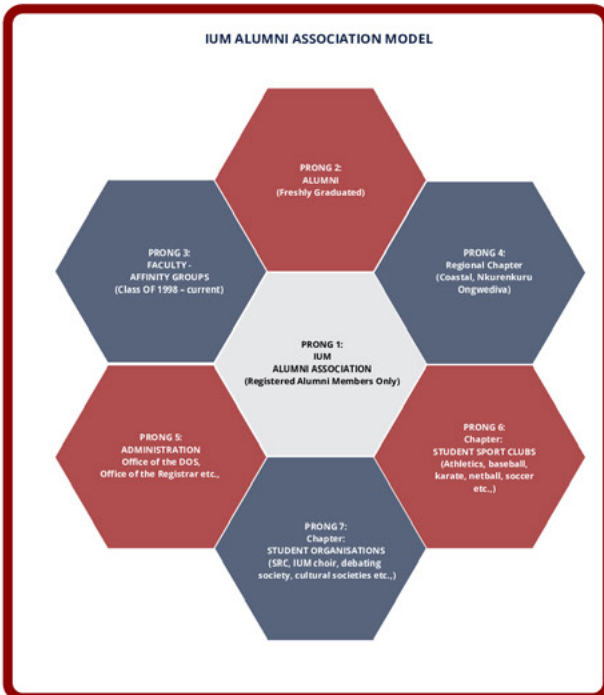 IUM ALUMNI ASSOCIATION MODEL
PRONG 2:
ALUMNI
(Freshly Graduated)
PRONG 3:
FACULTY -
AFFINITY GROUPS
(Class OF 1998 – current)
PRONG 4:
Regional Chapter
(Coastal, Nkurenkuru
Ongwediva)
PRONG 1:
IUM
ALUMNI ASSOCIATION
(Registered Alumni Members Only)
PRONG 5:
ADMINISTRATION
Office of the DOS,
Office of the Registrar etc.,
PRONG 6:
Chapter:
STUDENT SPORT CLUBS
(Athletics, baseball,
karate, netball, soccer
etc.,)
PRONG 7:
Chapter:
STUDENT ORGANISATIONS
(SRC, IUM choir, debating
society, cultural societies etc.,)